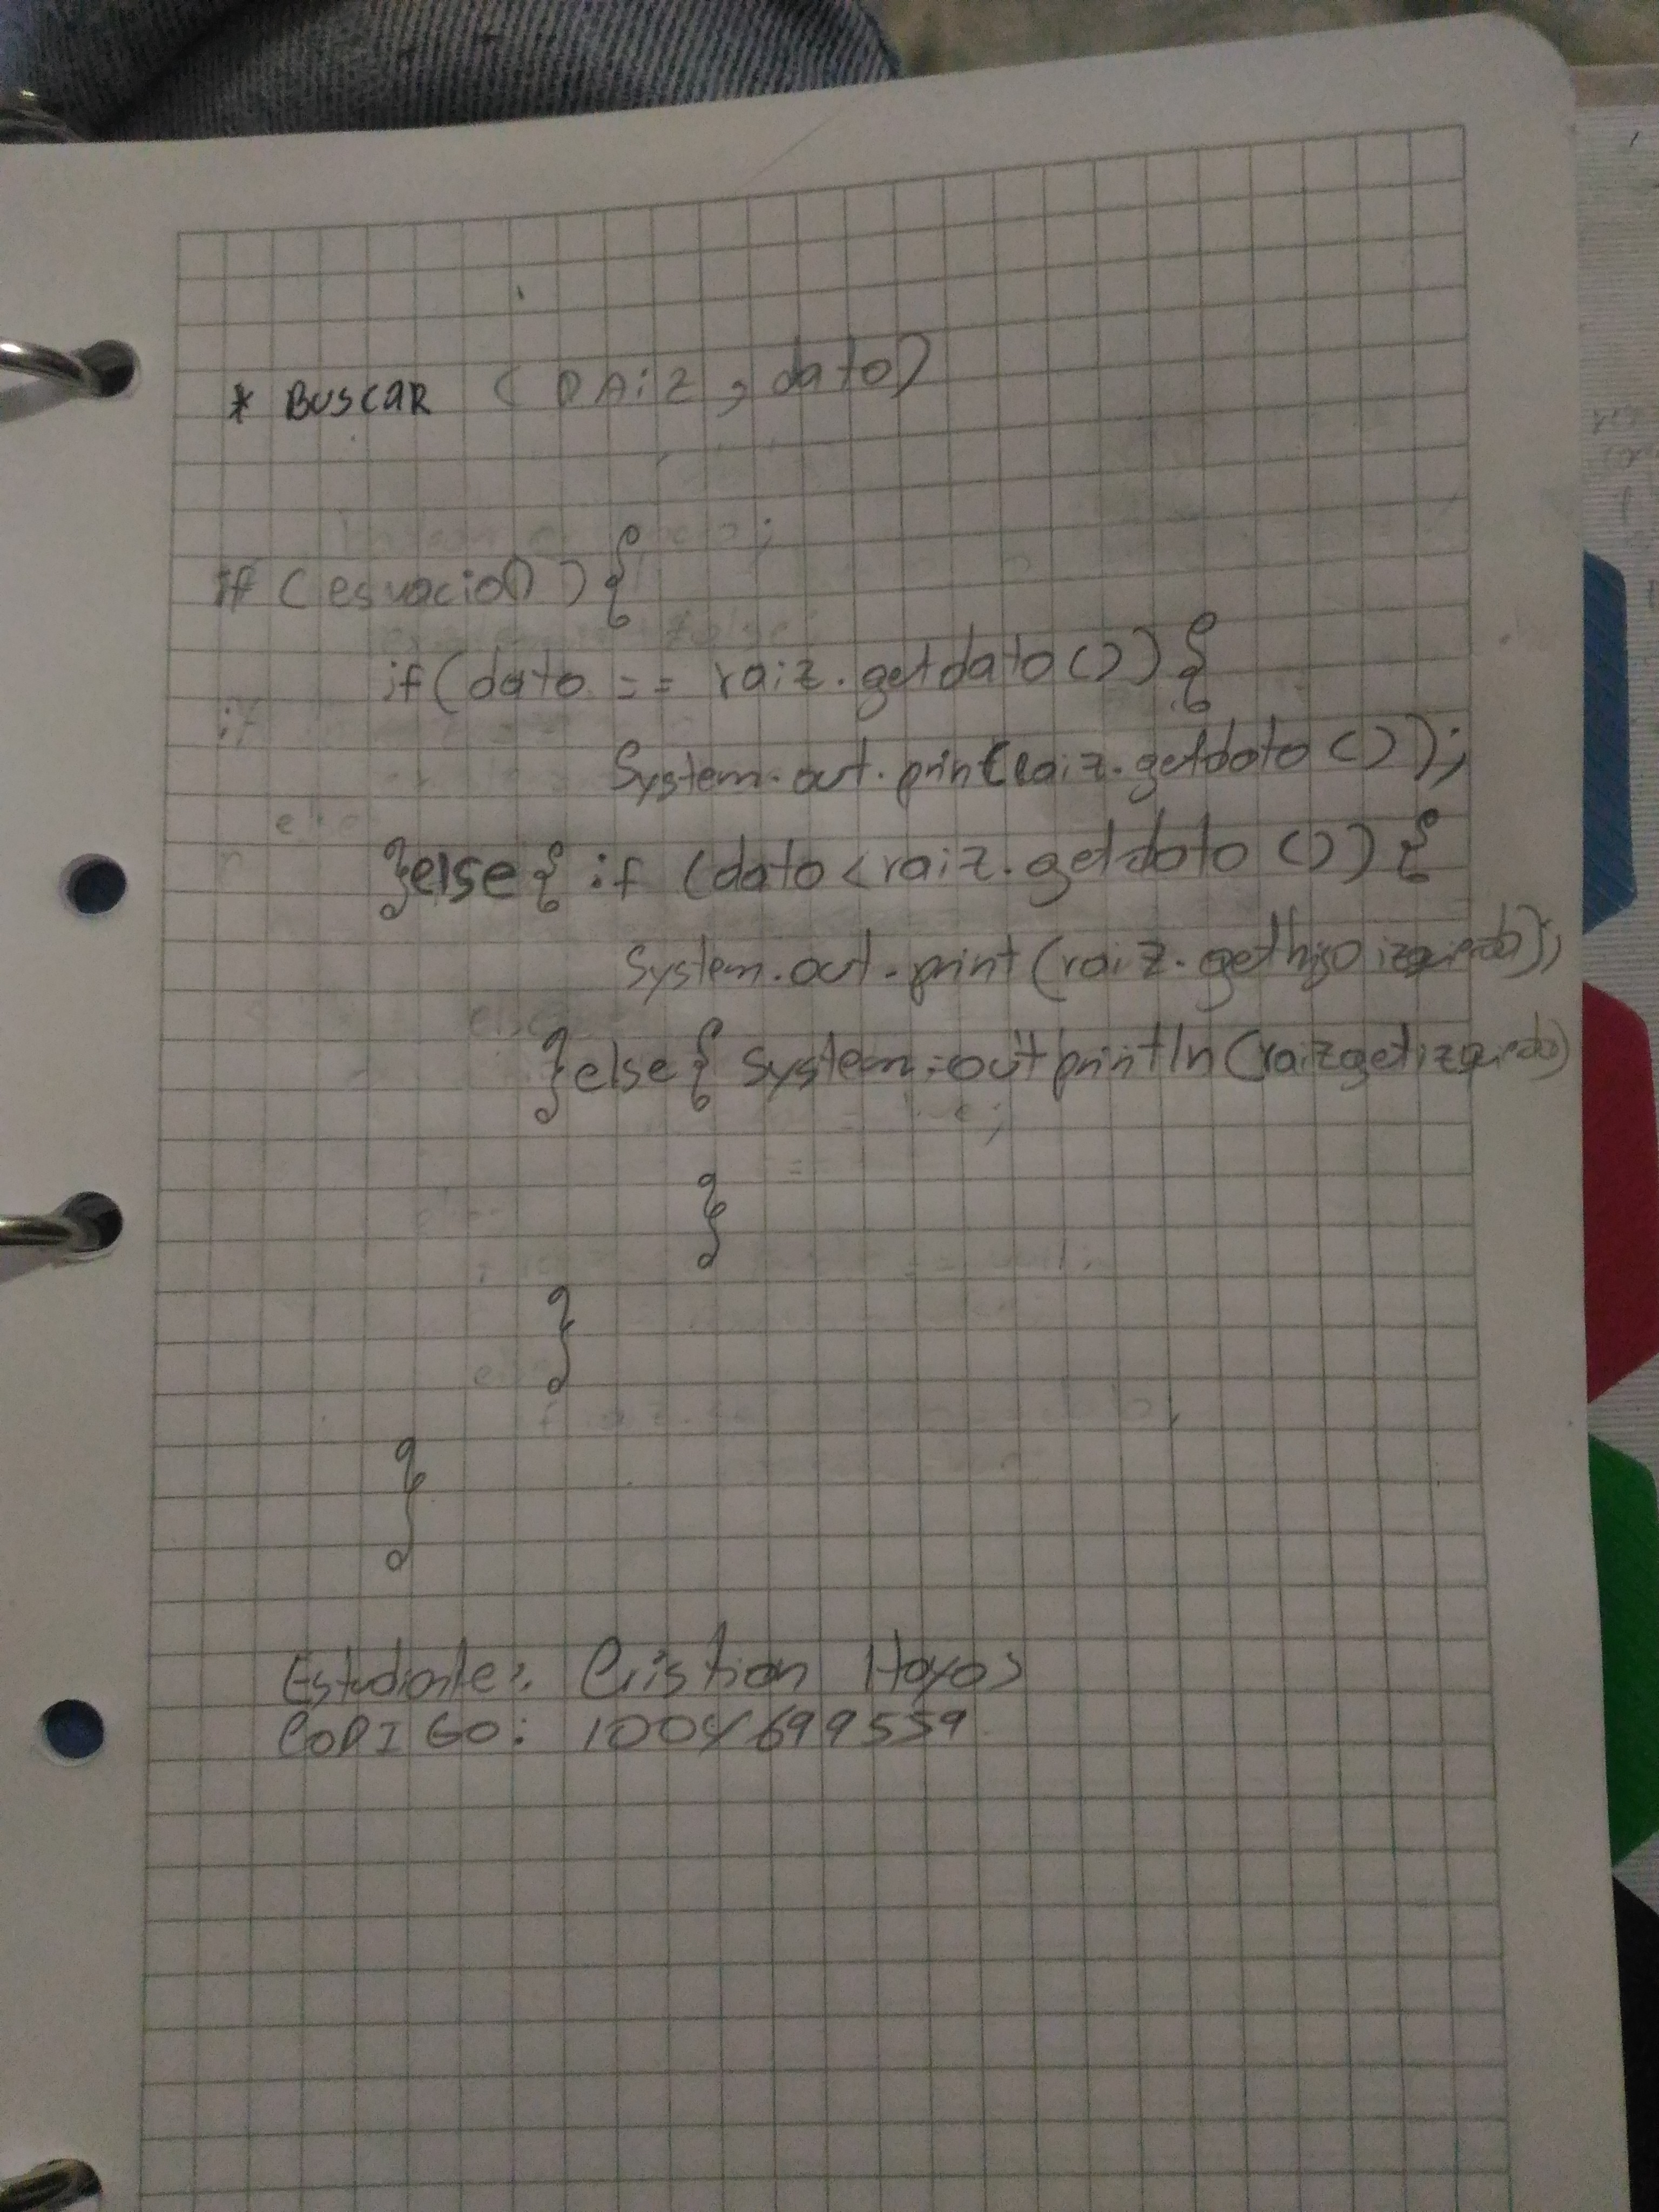 * BUSCAR (RAiz, dato)
if (esvacio()) {
if (dato == raiz.getdato()) {
System.out.print(raiz.getdato());
}else{ if (dato < raiz.getdato()) {
System.out.print(raiz.gethijo izquierdo);
}else{ System.out println(raizgetizquierdo)
}
}
}
Estudiante: Cristian Hoyos
CODIGO: 1004699559